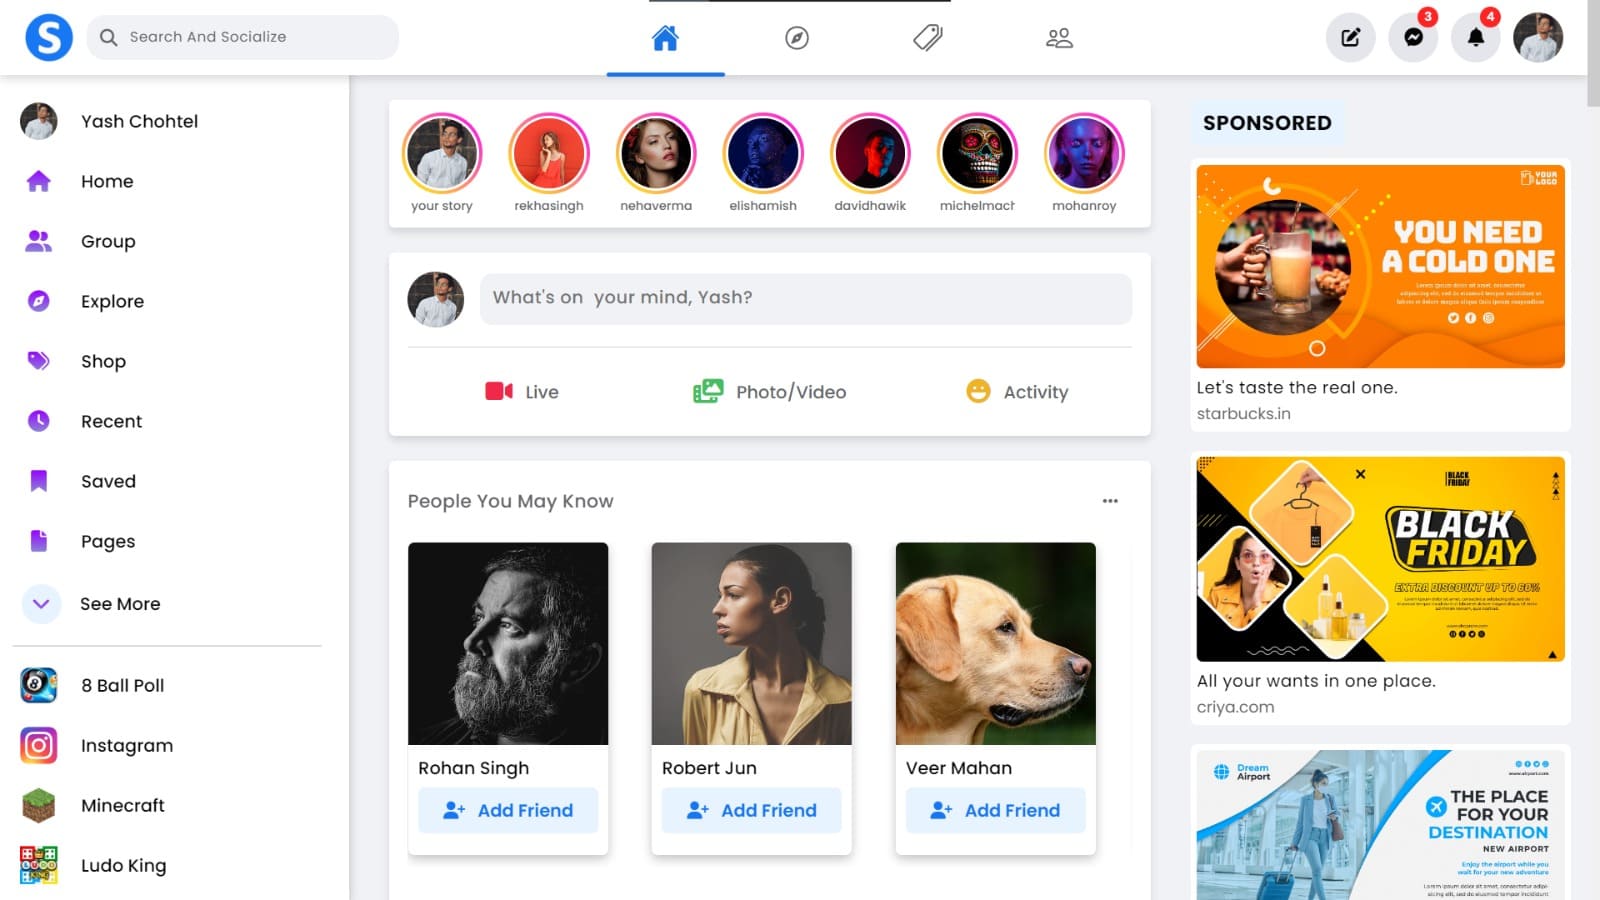 S
Search And Socialize
3
4
Yash Chohtel
Home
Group
Explore
Shop
Recent
Saved
Pages
See More
8 Ball Poll
Instagram
Minecraft
Ludo King
your story
rekhasingh
nehaverma
elishamish
davidhawik
michelmach
mohanroy
What's on  your mind, Yash?
Live
Photo/Video
Activity
People You May Know
Rohan Singh
Add Friend
Robert Jun
Add Friend
Veer Mahan
Add Friend
SPONSORED
YOUR
LOGO
YOU NEED
A COLD ONE
Let's taste the real one.
starbucks.in
BLACK
FRIDAY
BLACK
FRIDAY
EXTRA DISCOUNT UP TO 60%
All your wants in one place.
criya.com
Dream
Airport
THE PLACE
FOR YOUR
DESTINATION
NEW AIRPORT
Enjoy the airport while you
wait for your new adventure